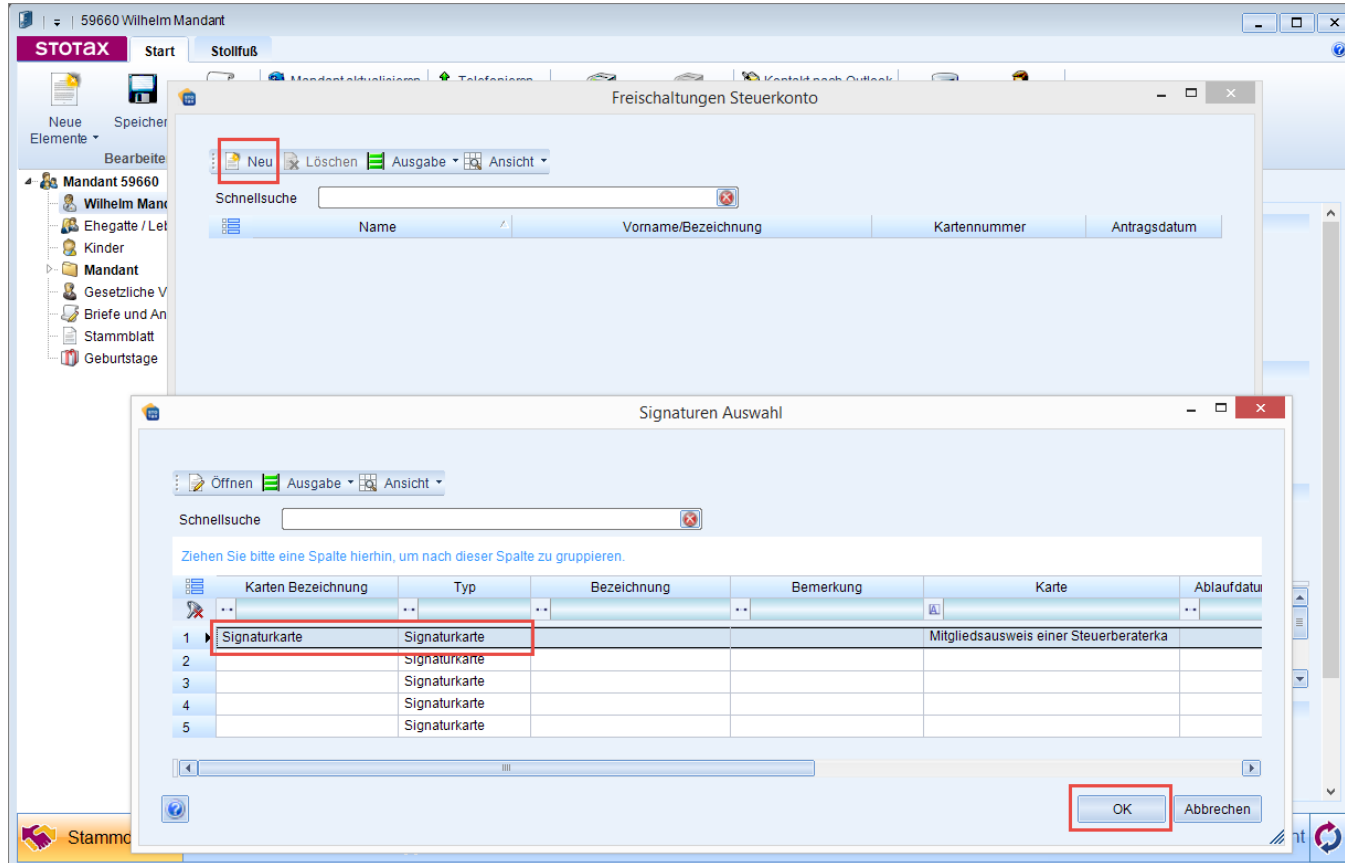 59660 Wilhelm Mandant
stotax Start Stollfuß
Mandant aktualisieren Telefonieren Kontakt nach Outlook
Neue Elemente
Speicher
Bearbeite
Mandant 59660
Wilhelm Mand
Ehegatte / Leb
Kinder
Mandant
Gesetzliche V
Briefe und An
Stammblatt
Geburtstage
Freischaltungen Steuerkonto
Neu Löschen Ausgabe Ansicht
Schnellsuche
Name Vorname/Bezeichnung Kartennummer Antragsdatum
Signaturen Auswahl
Öffnen Ausgabe Ansicht
Schnellsuche
Ziehen Sie bitte eine Spalte hierhin, um nach dieser Spalte zu gruppieren.
Karten Bezeichnung Typ Bezeichnung Bemerkung Karte Ablaufdatu
1 Signaturkarte Signaturkarte Mitgliedsausweis einer Steuerberaterka
2 Signaturkarte
3 Signaturkarte
4 Signaturkarte
5 Signaturkarte
OK Abbrechen
Stammd
nt